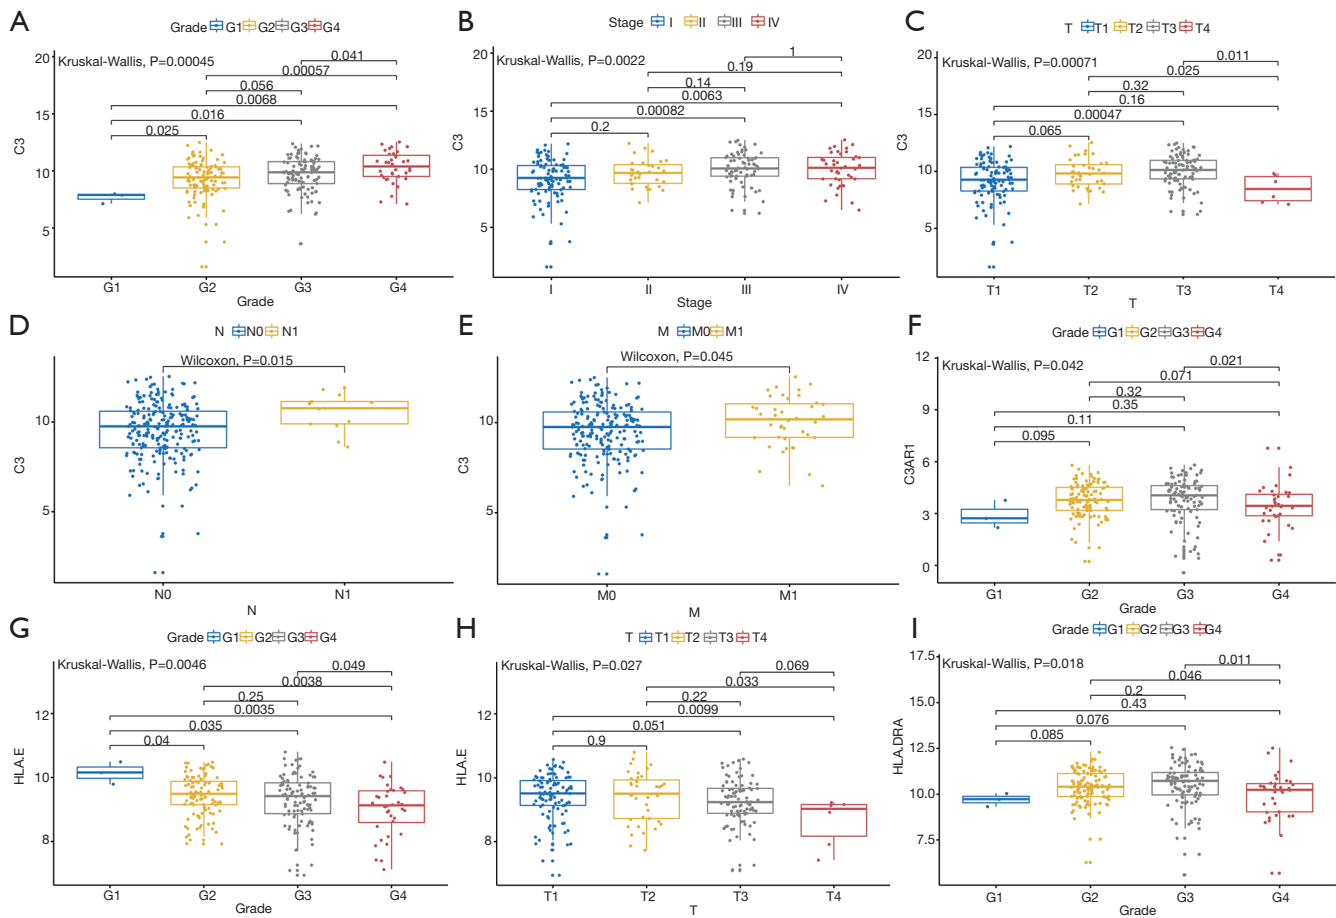 A
Grade G1 G2 G3 G4
Kruskal-Wallis, P=0.00045
0.041
0.00057
0.056
0.0068
0.016
0.025
20
15
10
5
C3
G1 G2 G3 G4
Grade
B
Stage I II III IV
Kruskal-Wallis, P=0.0022
1
0.19
0.14
0.0063
0.00082
0.2
20
15
10
5
C3
I II III IV
Stage
C
T T1 T2 T3 T4
Kruskal-Wallis, P=0.00071
0.011
0.025
0.32
0.16
0.00047
0.065
20
15
10
5
C3
T1 T2 T3 T4
T
D
N N0 N1
Wilcoxon, P=0.015
10
5
C3
N0 N1
N
E
M M0 M1
Wilcoxon, P=0.045
10
5
C3
M0 M1
M
F
Grade G1 G2 G3 G4
Kruskal-Wallis, P=0.042
0.021
0.071
0.32
0.35
0.11
0.095
12
9
6
3
0
C3AR1
G1 G2 G3 G4
Grade
G
Grade G1 G2 G3 G4
Kruskal-Wallis, P=0.0046
0.049
0.0038
0.25
0.0035
0.035
0.04
12
10
8
HLA.E
G1 G2 G3 G4
Grade
H
T T1 T2 T3 T4
Kruskal-Wallis, P=0.027
0.069
0.033
0.22
0.0099
0.051
0.9
12
10
8
HLA.E
T1 T2 T3 T4
T
I
Grade G1 G2 G3 G4
Kruskal-Wallis, P=0.018
0.011
0.046
0.2
0.43
0.076
0.085
17.5
15.0
12.5
10.0
7.5
HLA.DRA
G1 G2 G3 G4
Grade